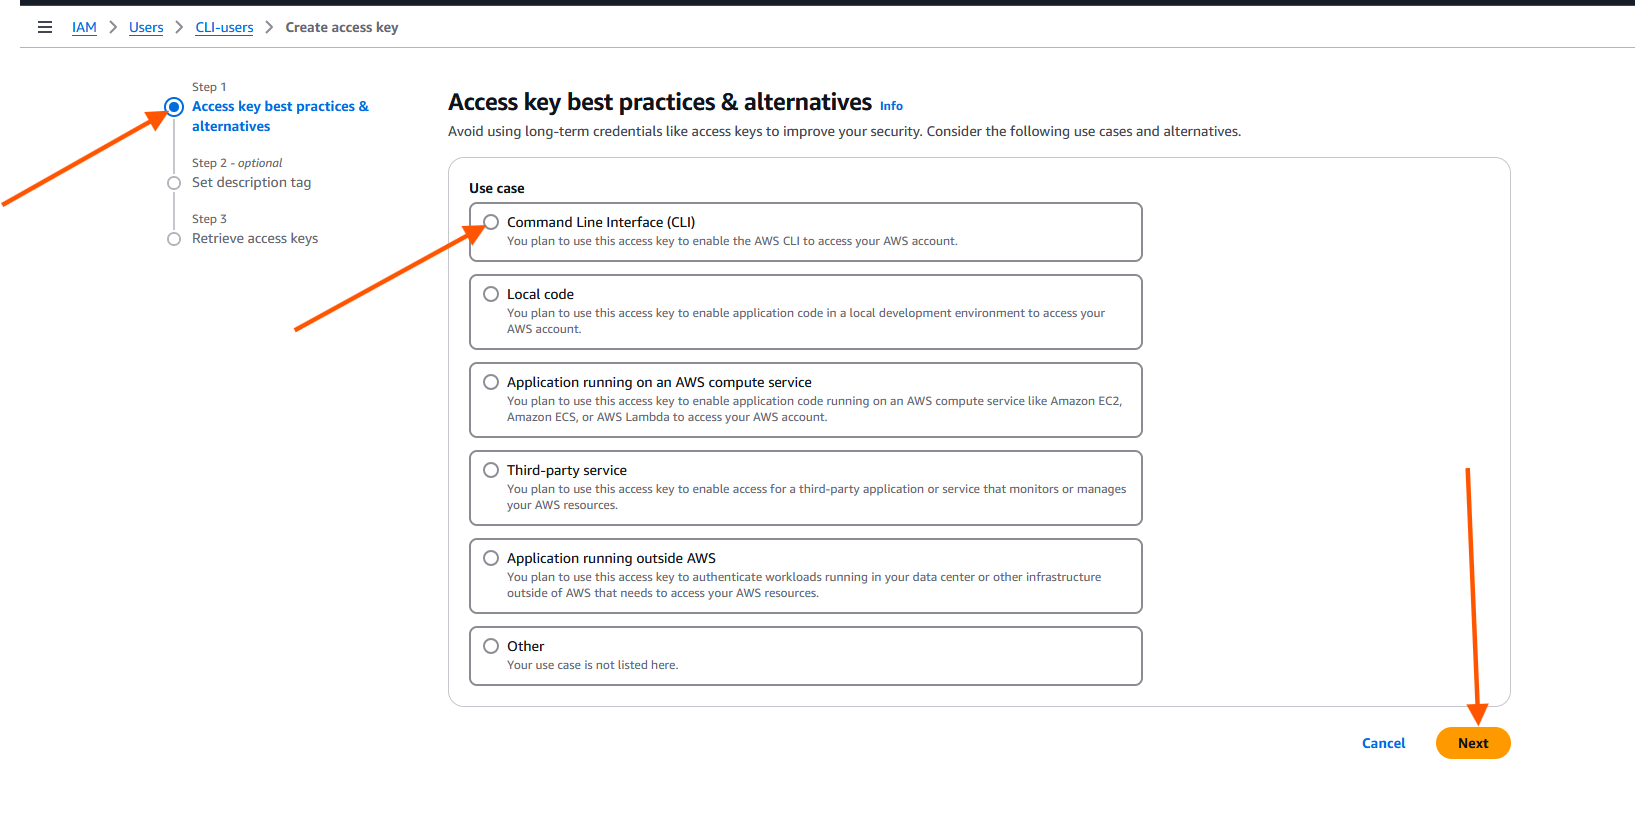 IAM > Users > CLI-users > Create access key
Step 1
Access key best practices &
alternatives
Step 2 - optional
Set description tag
Step 3
Retrieve access keys
Access key best practices & alternatives Info
Avoid using long-term credentials like access keys to improve your security. Consider the following use cases and alternatives.
Use case
Command Line Interface (CLI)
You plan to use this access key to enable the AWS CLI to access your AWS account.
Local code
You plan to use this access key to enable application code in a local development environment to access your
AWS account.
Application running on an AWS compute service
You plan to use this access key to enable application code running on an AWS compute service like Amazon EC2,
Amazon ECS, or AWS Lambda to access your AWS account.
Third-party service
You plan to use this access key to enable access for a third-party application or service that monitors or manages
your AWS resources.
Application running outside AWS
You plan to use this access key to authenticate workloads running in your data center or other infrastructure
outside of AWS that needs to access your AWS resources.
Other
Your use case is not listed here.
Cancel
Next